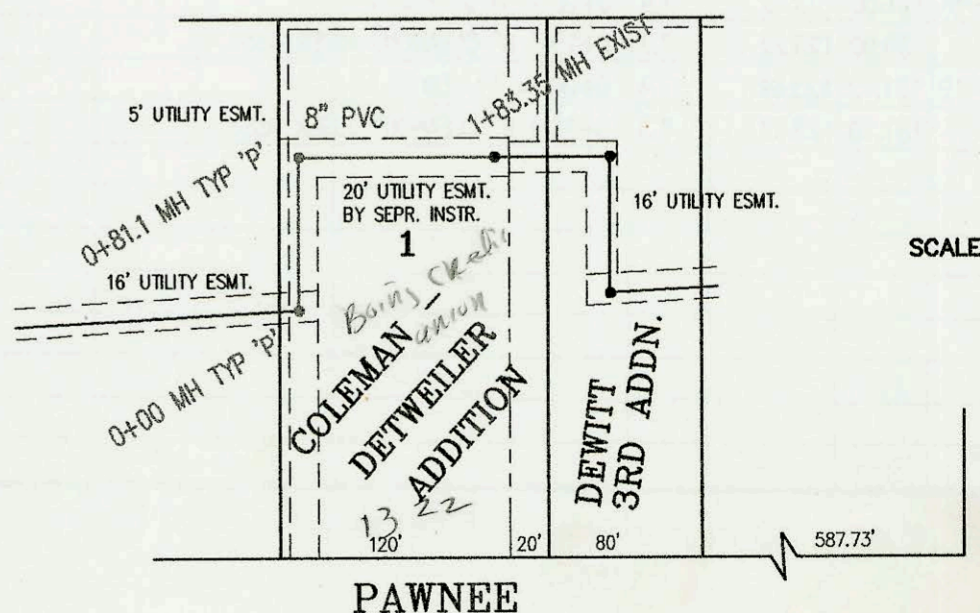 1+83.35 MH EXIST
5' UTILITY ESMT.
8" PVC
0+81.1 MH TYP 'P'
20' UTILITY ESMT.
BY SEPR. INSTR.
1
16' UTILITY ESMT.
SCALE
16' UTILITY ESMT.
0+00 MH TYP 'P'
COLEMAN /
DETWEILER
ADDITION
DEWITT
3RD ADDN.
13 22
120'
20'
80'
587.73'
PAWNEE